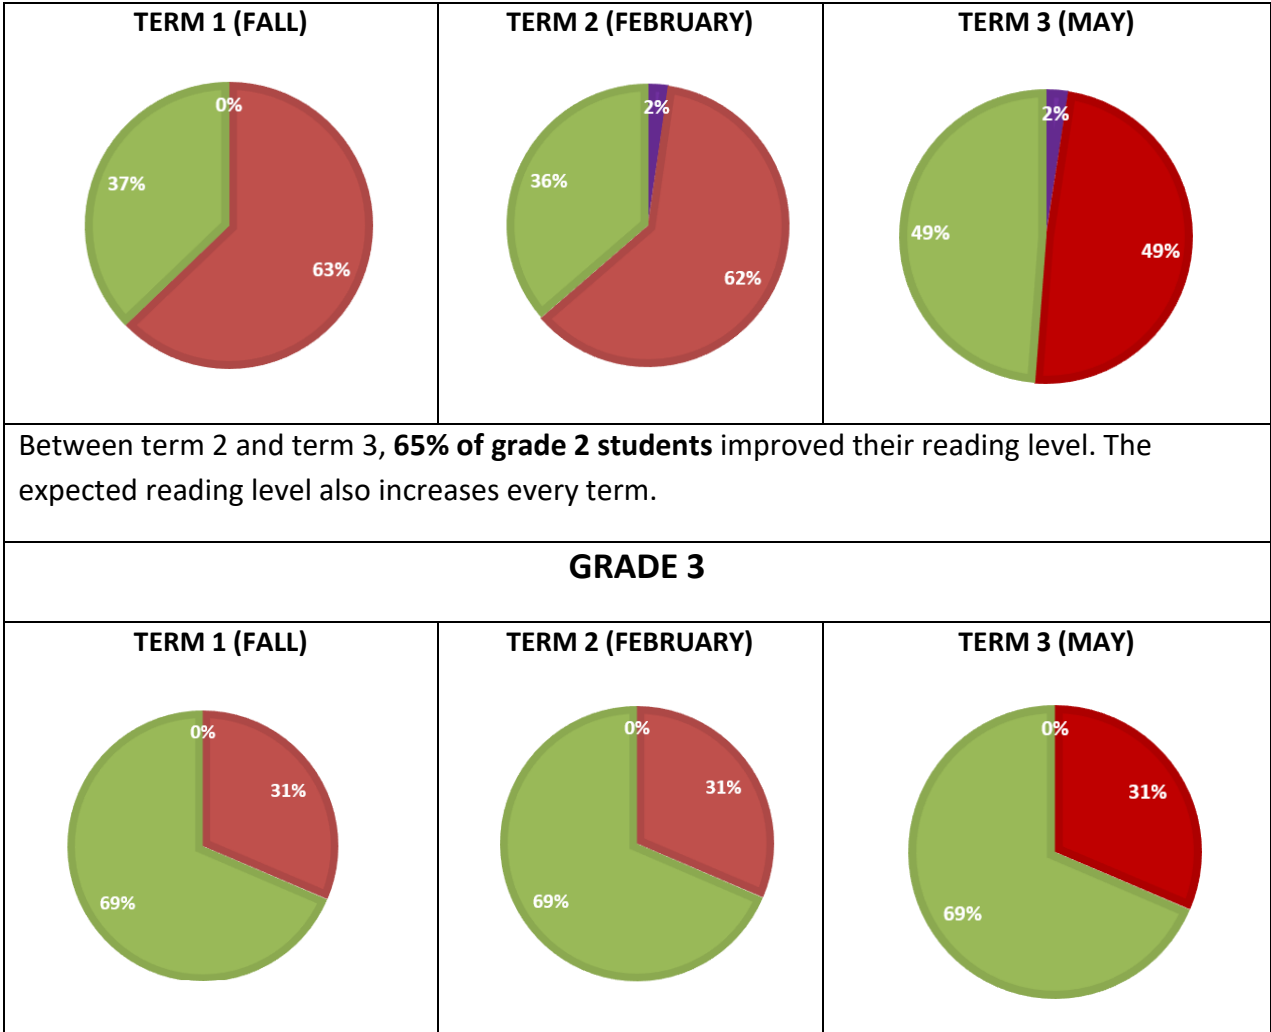 TERM 1 (FALL)
TERM 2 (FEBRUARY)
TERM 3 (MAY)
0%
37%
63%
2%
36%
62%
2%
49%
49%
Between term 2 and term 3, 65% of grade 2 students improved their reading level. The
expected reading level also increases every term.
GRADE 3
TERM 1 (FALL)
TERM 2 (FEBRUARY)
TERM 3 (MAY)
0%
31%
69%
0%
31%
69%
0%
31%
69%